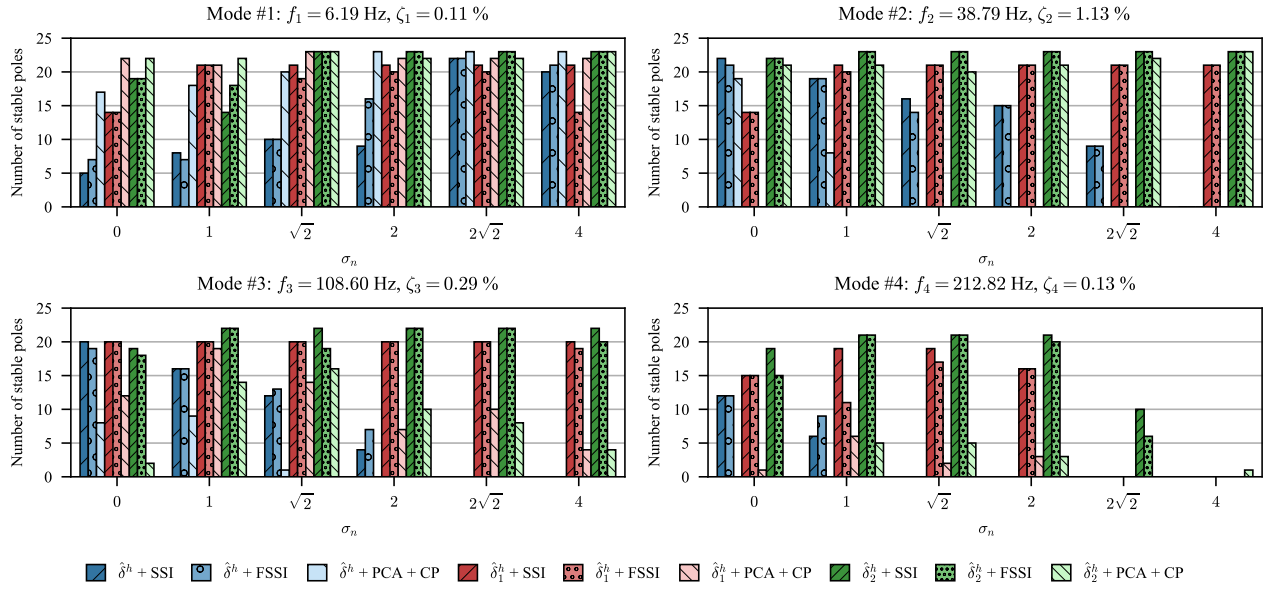 Mode #1: f₁ = 6.19 Hz, ζ₁ = 0.11 %
Number of stable poles
25
20
15
10
5
0
0 1 √2 2 2√2 4
σₙ
Mode #2: f₂ = 38.79 Hz, ζ₂ = 1.13 %
Number of stable poles
25
20
15
10
5
0
0 1 √2 2 2√2 4
σₙ
Mode #3: f₃ = 108.60 Hz, ζ₃ = 0.29 %
Number of stable poles
25
20
15
10
5
0
0 1 √2 2 2√2 4
σₙ
Mode #4: f₄ = 212.82 Hz, ζ₄ = 0.13 %
Number of stable poles
25
20
15
10
5
0
0 1 √2 2 2√2 4
σₙ
δ̂ʰ + SSI δ̂ʰ + FSSI δ̂ʰ + PCA + CP δ̂₁ʰ + SSI δ̂₁ʰ + FSSI δ̂₁ʰ + PCA + CP δ̂₂ʰ + SSI δ̂₂ʰ + FSSI δ̂₂ʰ + PCA + CP